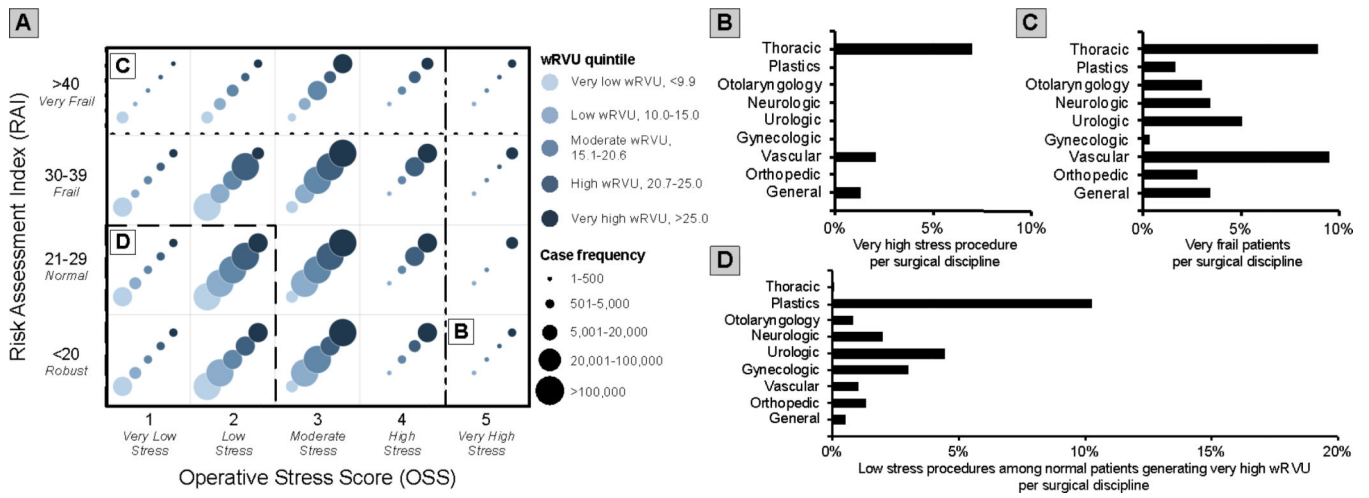 A
Risk Assessment Index (RAI)
>40
Very Frail
30-39
Frail
21-29
Normal
<20
Robust
C
D
B
1
Very Low
Stress
2
Low
Stress
3
Moderate
Stress
4
High
Stress
5
Very High
Stress
Operative Stress Score (OSS)
wRVU quintile
Very low wRVU, <9.9
Low wRVU, 10.0-15.0
Moderate wRVU,
15.1-20.6
High wRVU, 20.7-25.0
Very high wRVU, >25.0
Case frequency
1-500
501-5,000
5,001-20,000
20,001-100,000
>100,000
B
Thoracic
Plastics
Otolaryngology
Neurologic
Urologic
Gynecologic
Vascular
Orthopedic
General
0% 5% 10%
Very high stress procedure
per surgical discipline
C
Thoracic
Plastics
Otolaryngology
Neurologic
Urologic
Gynecologic
Vascular
Orthopedic
General
0% 5% 10%
Very frail patients
per surgical discipline
D
Thoracic
Plastics
Otolaryngology
Neurologic
Urologic
Gynecologic
Vascular
Orthopedic
General
0% 5% 10% 15% 20%
Low stress procedures among normal patients generating very high wRVU
per surgical discipline